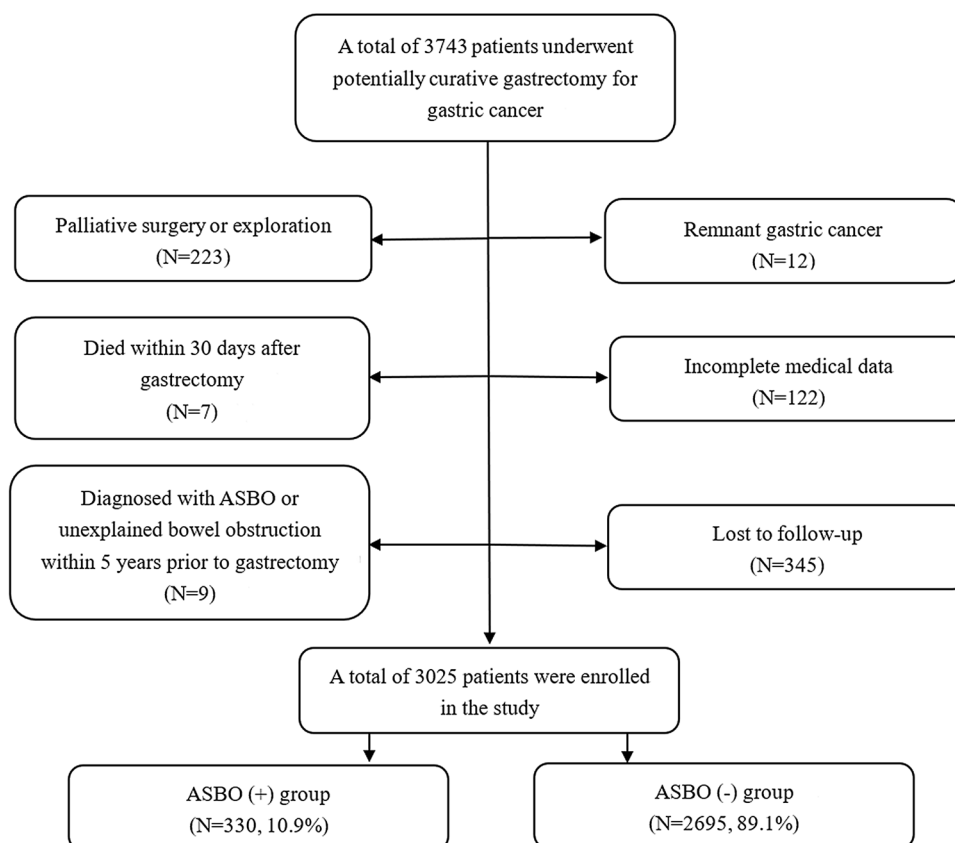 A total of 3743 patients underwent
potentially curative gastrectomy for
gastric cancer
Palliative surgery or exploration
(N=223)
Remnant gastric cancer
(N=12)
Died within 30 days after
gastrectomy
(N=7)
Incomplete medical data
(N=122)
Diagnosed with ASBO or
unexplained bowel obstruction
within 5 years prior to gastrectomy
(N=9)
Lost to follow-up
(N=345)
A total of 3025 patients were enrolled
in the study
ASBO (+) group
(N=330, 10.9%)
ASBO (-) group
(N=2695, 89.1%)